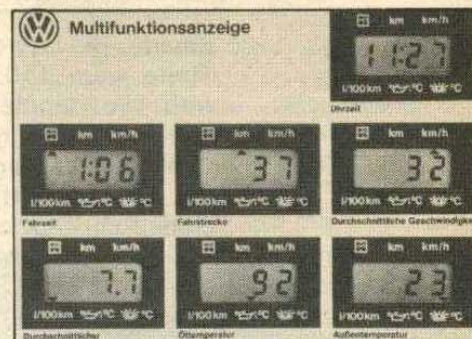 Multifunktionsanzeige
km km/h
11:27
l/100km °C °C
Uhrzeit
km km/h
1:06
l/100km °C °C
Fahrzeit
km km/h
37
l/100km °C °C
Fahrstrecke
km km/h
32
l/100km °C °C
Durchschnittliche Geschwindigke
km km/h
7.7
l/100km °C °C
Durchschnittlicher
km km/h
92
l/100km °C °C
Öltemperatur
km km/h
23
l/100km °C °C
Außentemperatur